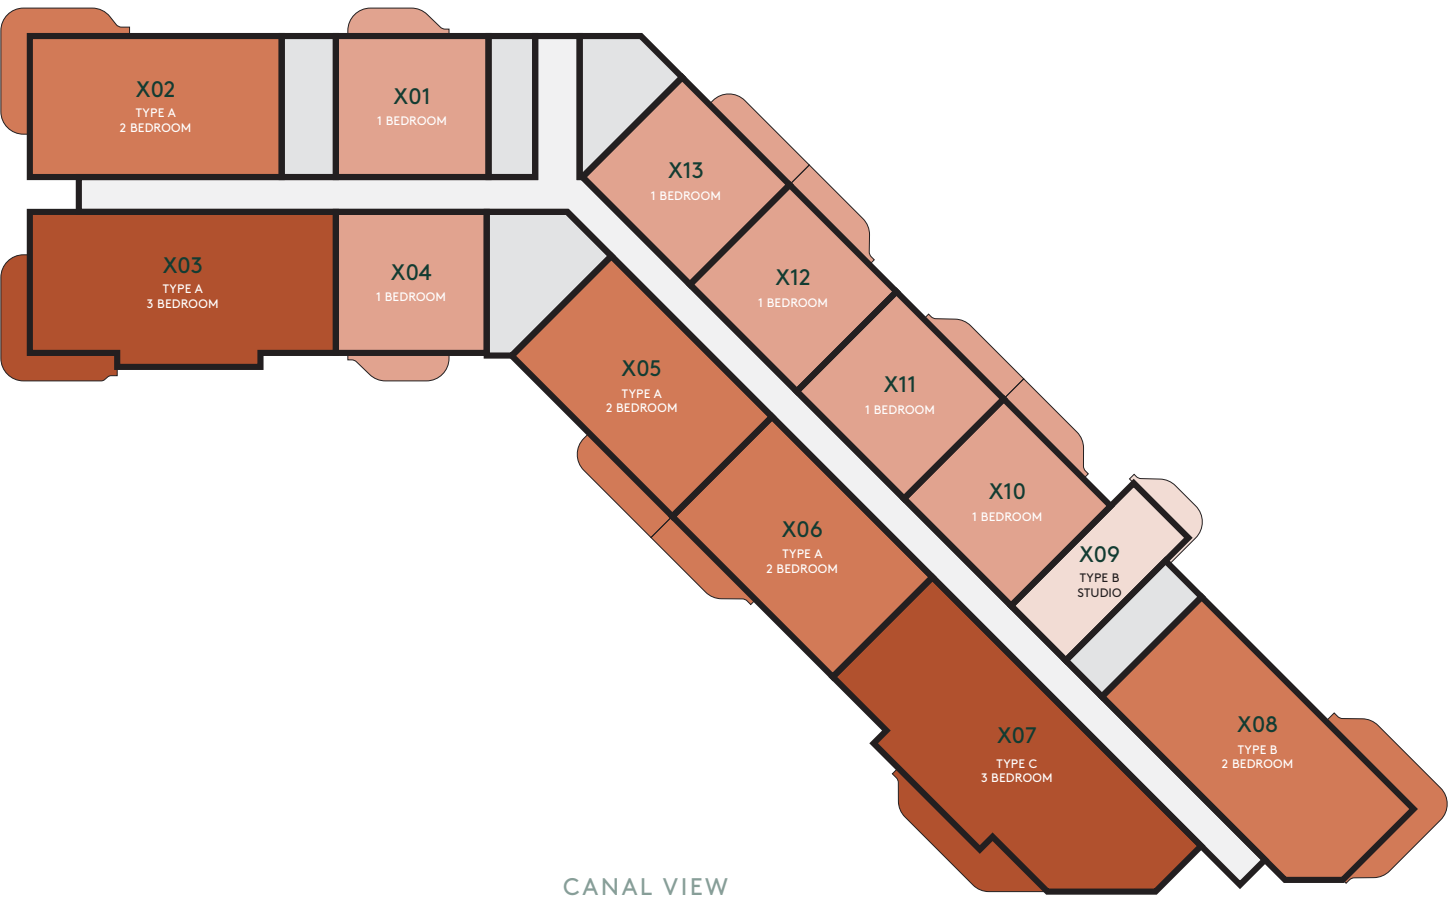 X02
TYPE A
2 BEDROOM
X01
1 BEDROOM
X13
1 BEDROOM
X03
TYPE A
3 BEDROOM
X04
1 BEDROOM
X12
1 BEDROOM
X05
TYPE A
2 BEDROOM
X11
1 BEDROOM
X06
TYPE A
2 BEDROOM
X10
1 BEDROOM
X09
TYPE B
STUDIO
X07
TYPE C
3 BEDROOM
X08
TYPE B
2 BEDROOM
CANAL VIEW